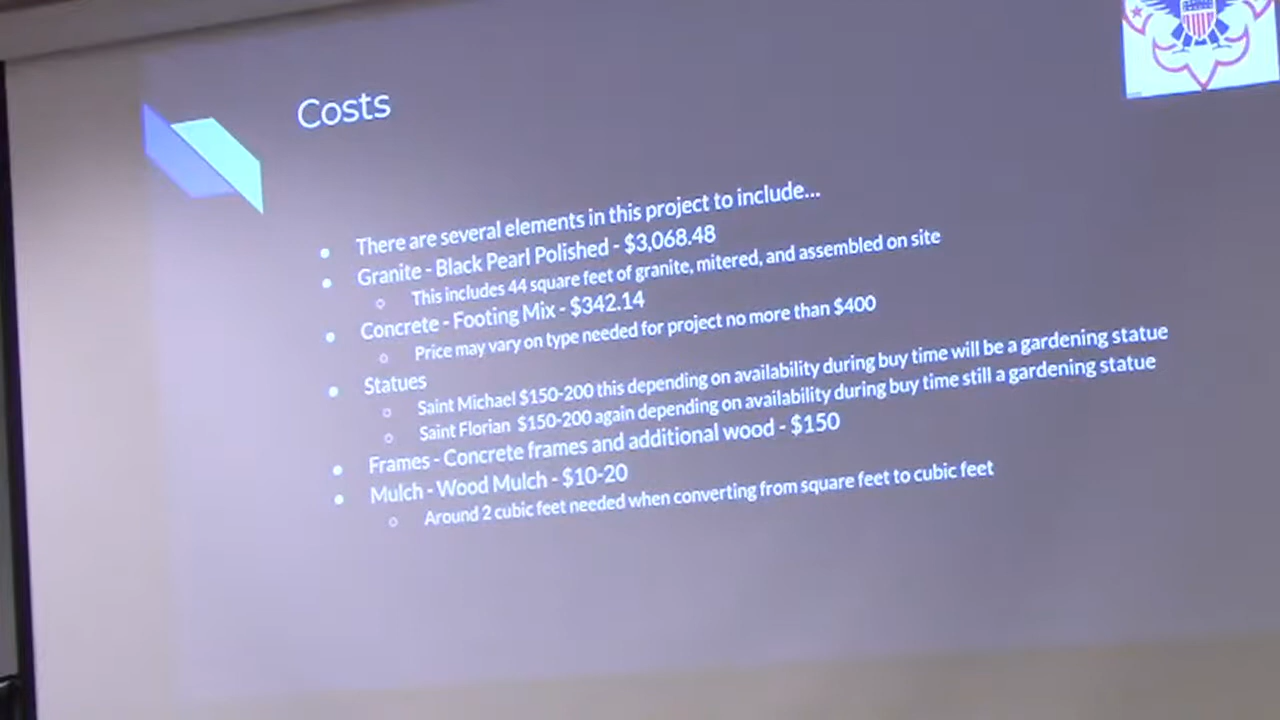 Costs
There are several elements in this project to include...
Granite - Black Pearl Polished - $3,068.48
This includes 44 square feet of granite, mitered, and assembled on site
Concrete - Footing Mix - $342.14
Price may vary on type needed for project no more than $400
Statues
Saint Michael $150-200 this depending on availability during buy time will be a gardening statue
Saint Florian $150-200 again depending on availability during buy time still a gardening statue
Frames - Concrete frames and additional wood - $150
Mulch - Wood Mulch - $10-20
Around 2 cubic feet needed when converting from square feet to cubic feet